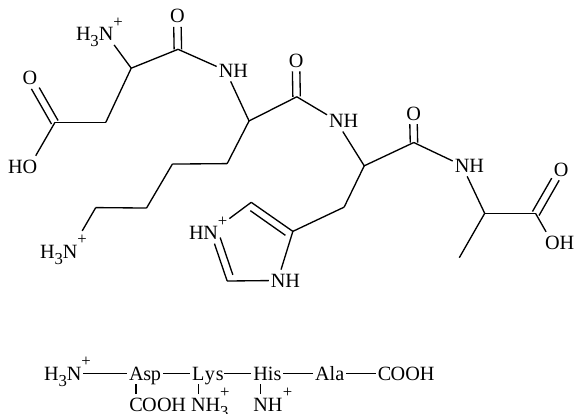 H₃N⁺ O
O NH O
HO NH O
NH O
H₃N⁺ HN⁺ NH OH
H₃N⁺ Asp Lys His Ala COOH
COOH NH₃⁺ NH⁺